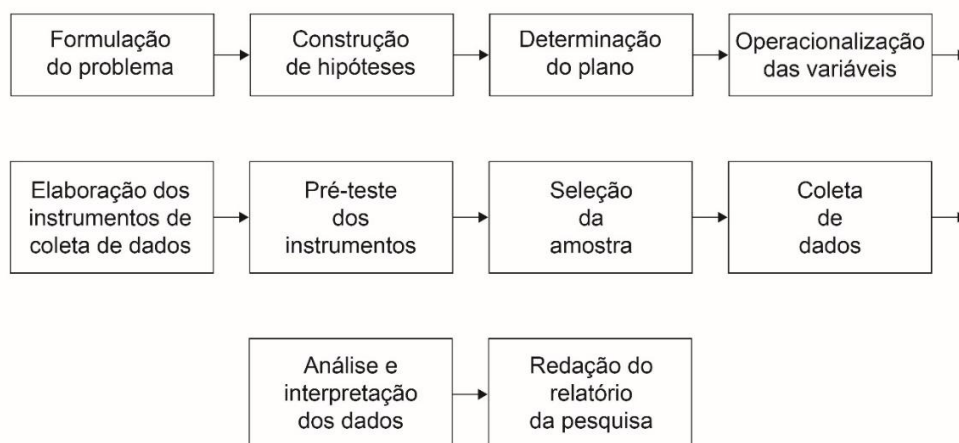 Formulação
do problema
Construção
de hipóteses
Determinação
do plano
Operacionalização
das variáveis
Elaboração dos
instrumentos de
coleta de dados
Pré-teste
dos
instrumentos
Seleção
da
amostra
Coleta
de
dados
Análise e
interpretação
dos dados
Redação do
relatório
da pesquisa